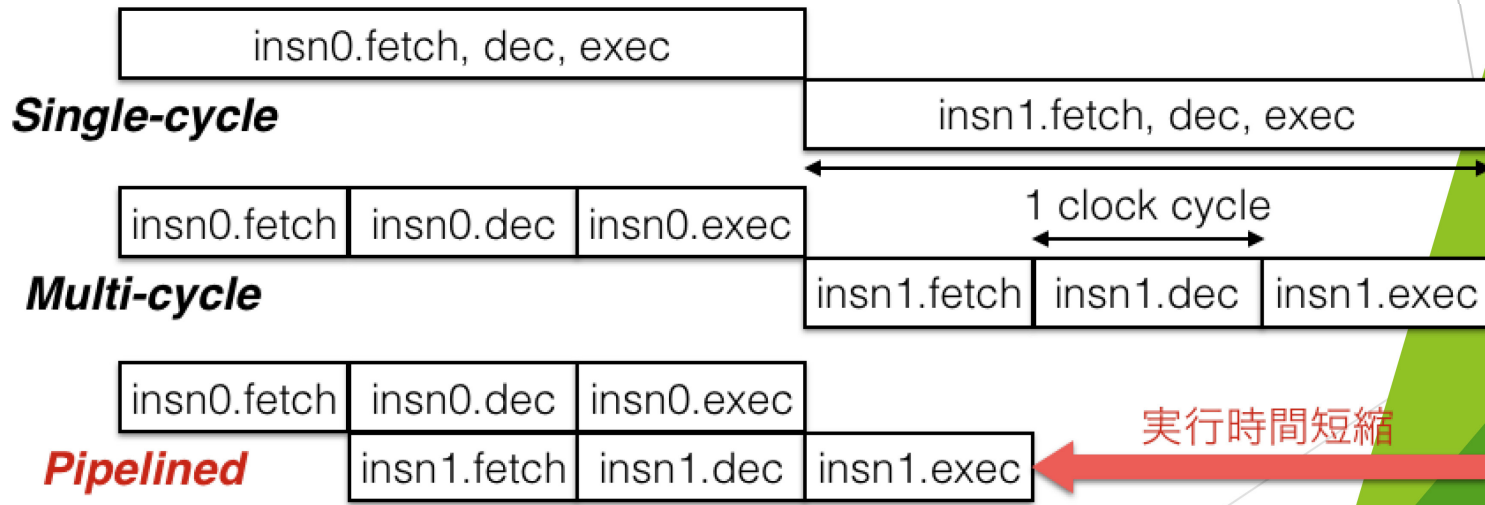 insn0.fetch, dec, exec
Single-cycle
insn1.fetch, dec, exec
1 clock cycle
insn0.fetch insn0.dec insn0.exec
Multi-cycle
insn1.fetch insn1.dec insn1.exec
insn0.fetch insn0.dec insn0.exec
実行時間短縮
Pipelined
insn1.fetch insn1.dec insn1.exec